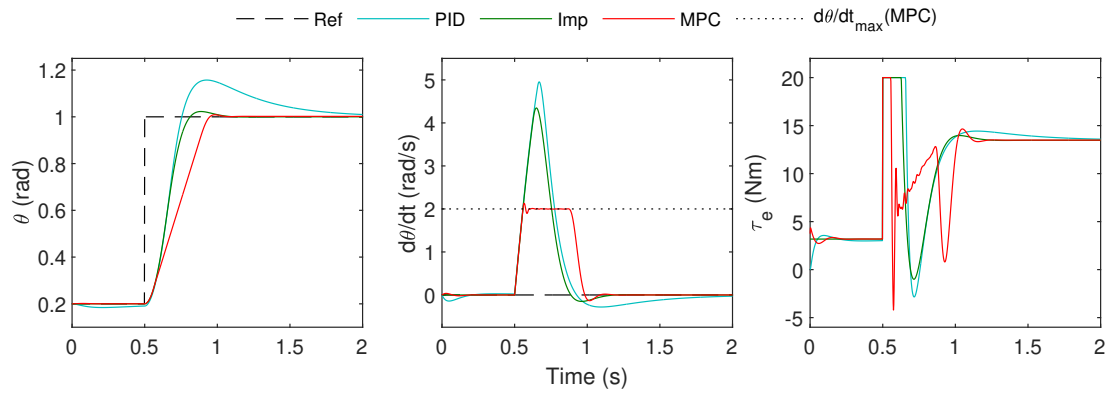 Ref PID Imp MPC dθ/dt_max(MPC)
θ (rad)
1.2
1
0.8
0.6
0.4
0.2
0 0.5 1 1.5 2
dθ/dt (rad/s)
5
4
3
2
1
0
0 0.5 1 1.5 2
Time (s)
τ_e (Nm)
20
15
10
5
0
-5
0 0.5 1 1.5 2